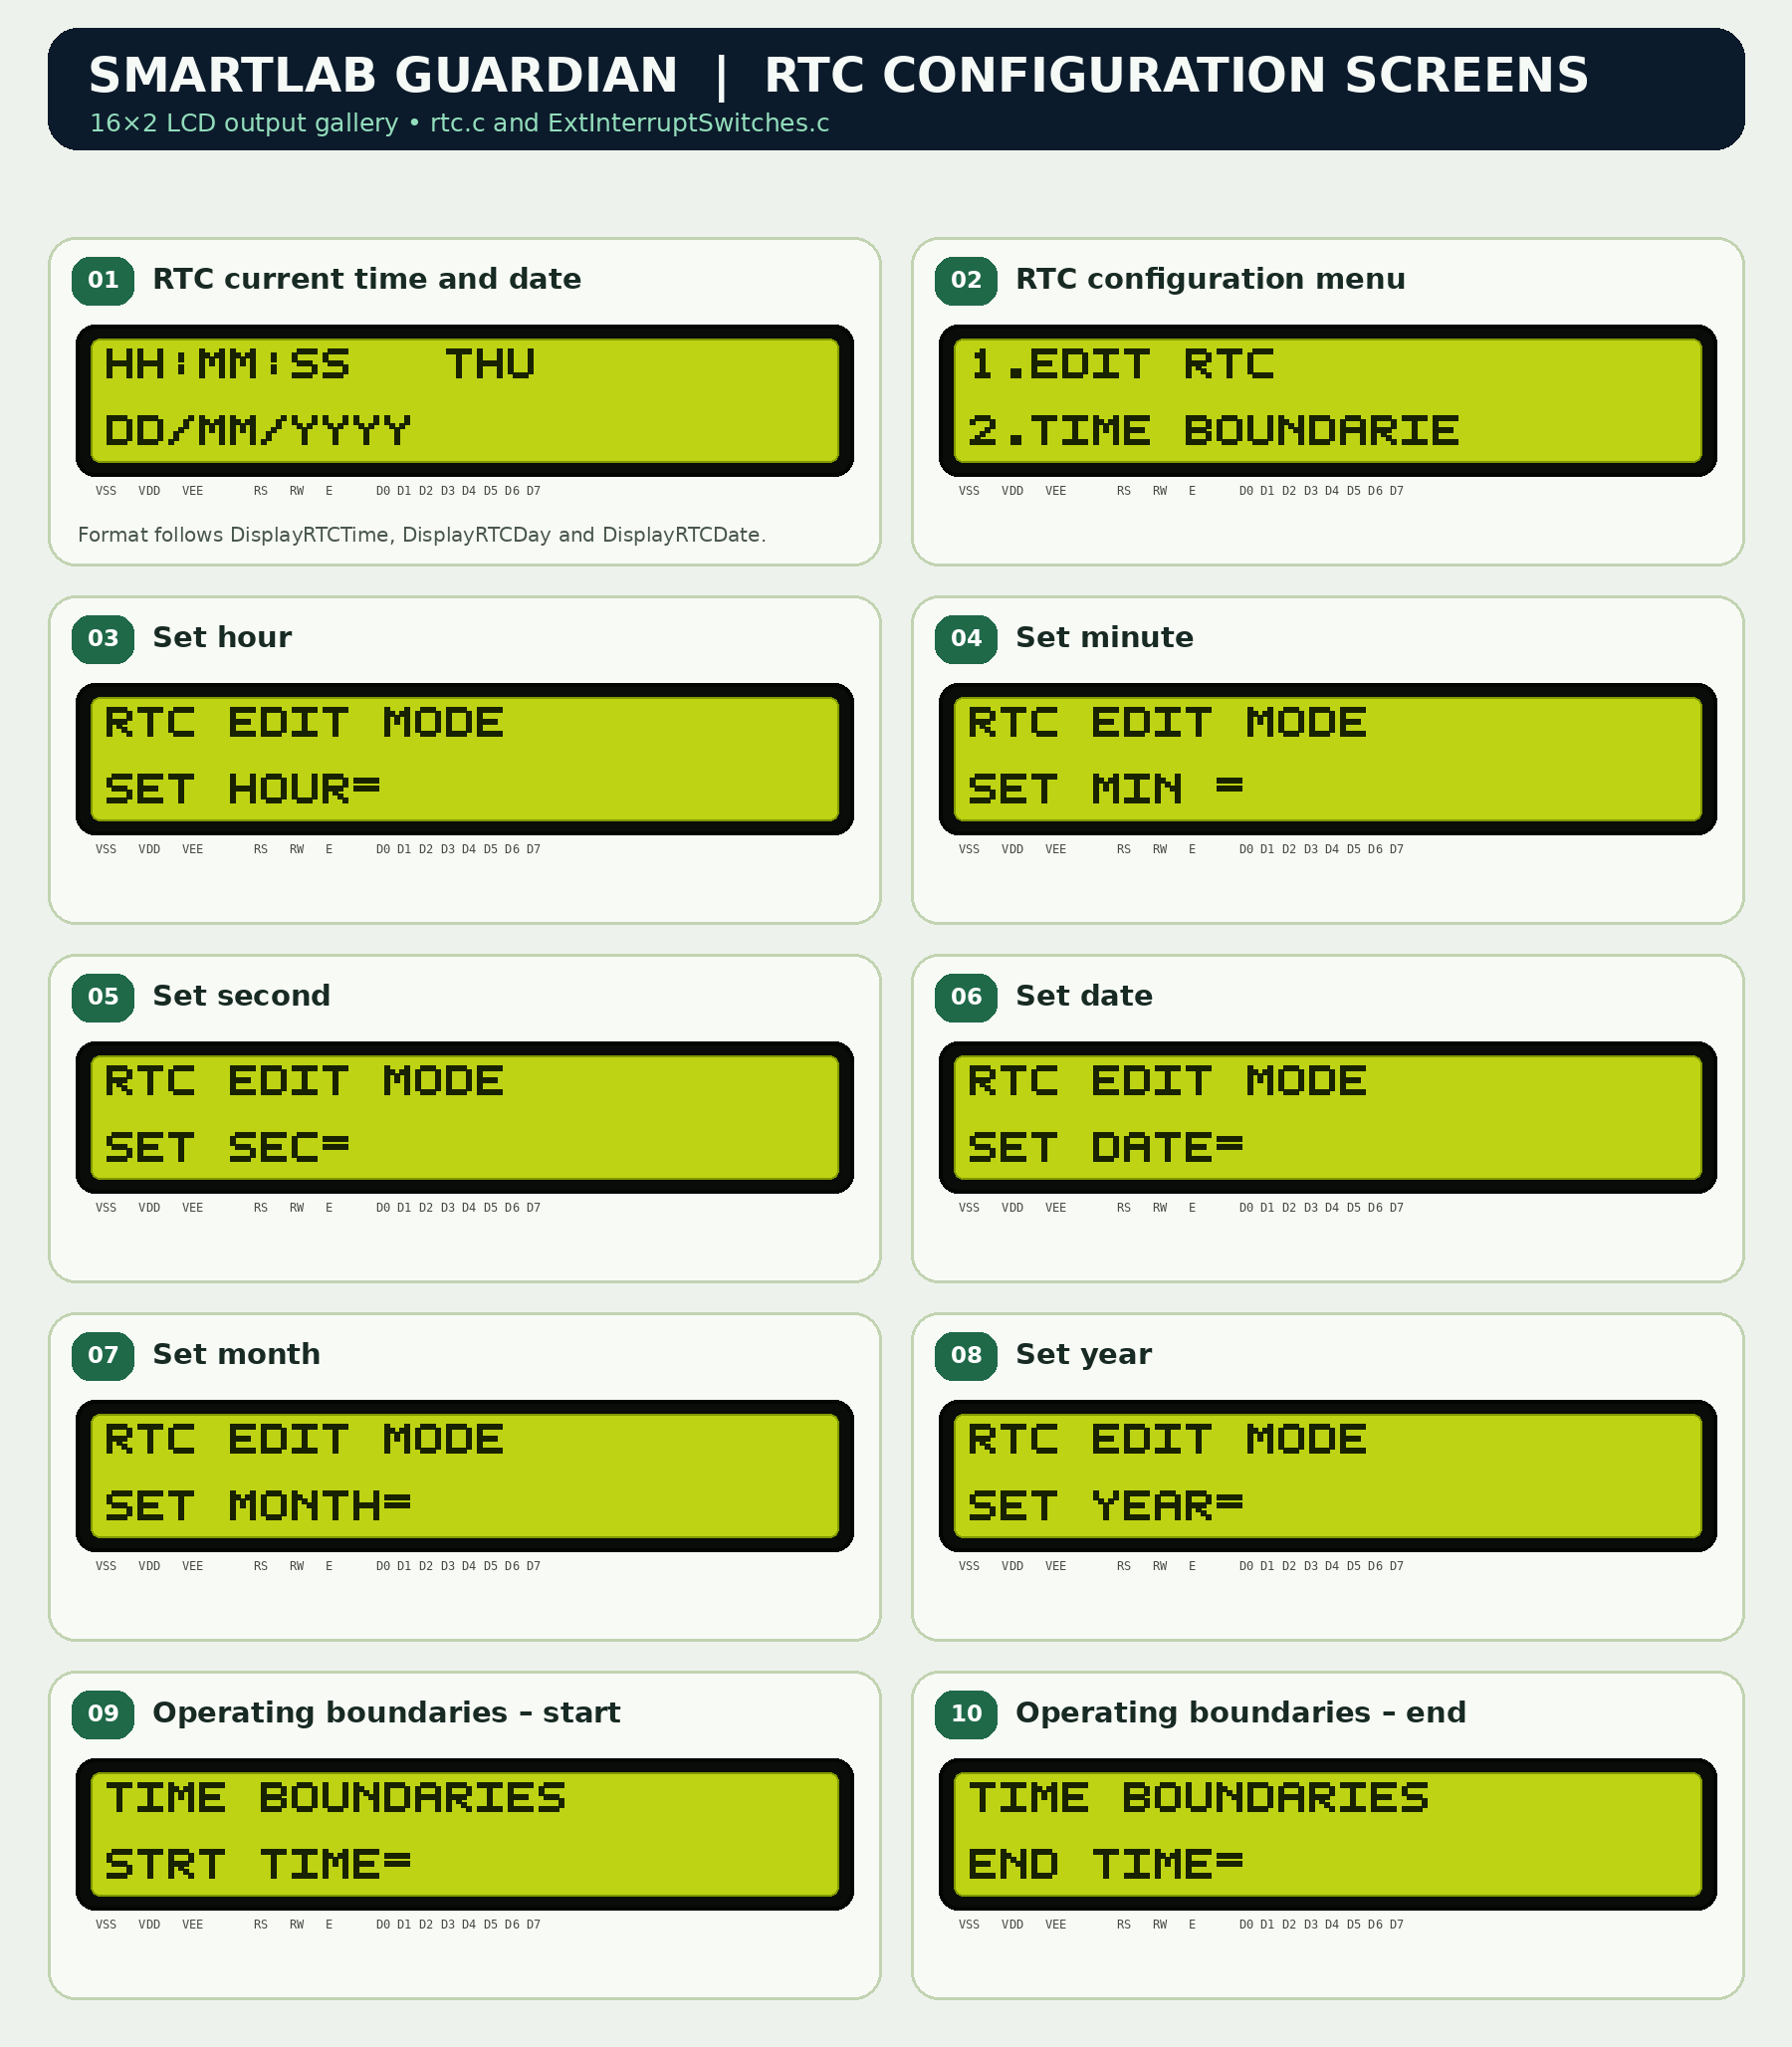 SMARTLAB GUARDIAN | RTC CONFIGURATION SCREENS
16×2 LCD output gallery • rtc.c and ExtInterruptSwitches.c
01 RTC current time and date
HH:MM:SS   THU
DD/MM/YYYY
VSS VDD VEE RS RW E D0 D1 D2 D3 D4 D5 D6 D7
Format follows DisplayRTCTime, DisplayRTCDay and DisplayRTCDate.
02 RTC configuration menu
1.EDIT RTC
2.TIME BOUNDARIE
VSS VDD VEE RS RW E D0 D1 D2 D3 D4 D5 D6 D7
03 Set hour
RTC EDIT MODE
SET HOUR=
VSS VDD VEE RS RW E D0 D1 D2 D3 D4 D5 D6 D7
04 Set minute
RTC EDIT MODE
SET MIN =
VSS VDD VEE RS RW E D0 D1 D2 D3 D4 D5 D6 D7
05 Set second
RTC EDIT MODE
SET SEC=
VSS VDD VEE RS RW E D0 D1 D2 D3 D4 D5 D6 D7
06 Set date
RTC EDIT MODE
SET DATE=
VSS VDD VEE RS RW E D0 D1 D2 D3 D4 D5 D6 D7
07 Set month
RTC EDIT MODE
SET MONTH=
VSS VDD VEE RS RW E D0 D1 D2 D3 D4 D5 D6 D7
08 Set year
RTC EDIT MODE
SET YEAR=
VSS VDD VEE RS RW E D0 D1 D2 D3 D4 D5 D6 D7
09 Operating boundaries – start
TIME BOUNDARIES
STRT TIME=
VSS VDD VEE RS RW E D0 D1 D2 D3 D4 D5 D6 D7
10 Operating boundaries – end
TIME BOUNDARIES
END TIME=
VSS VDD VEE RS RW E D0 D1 D2 D3 D4 D5 D6 D7